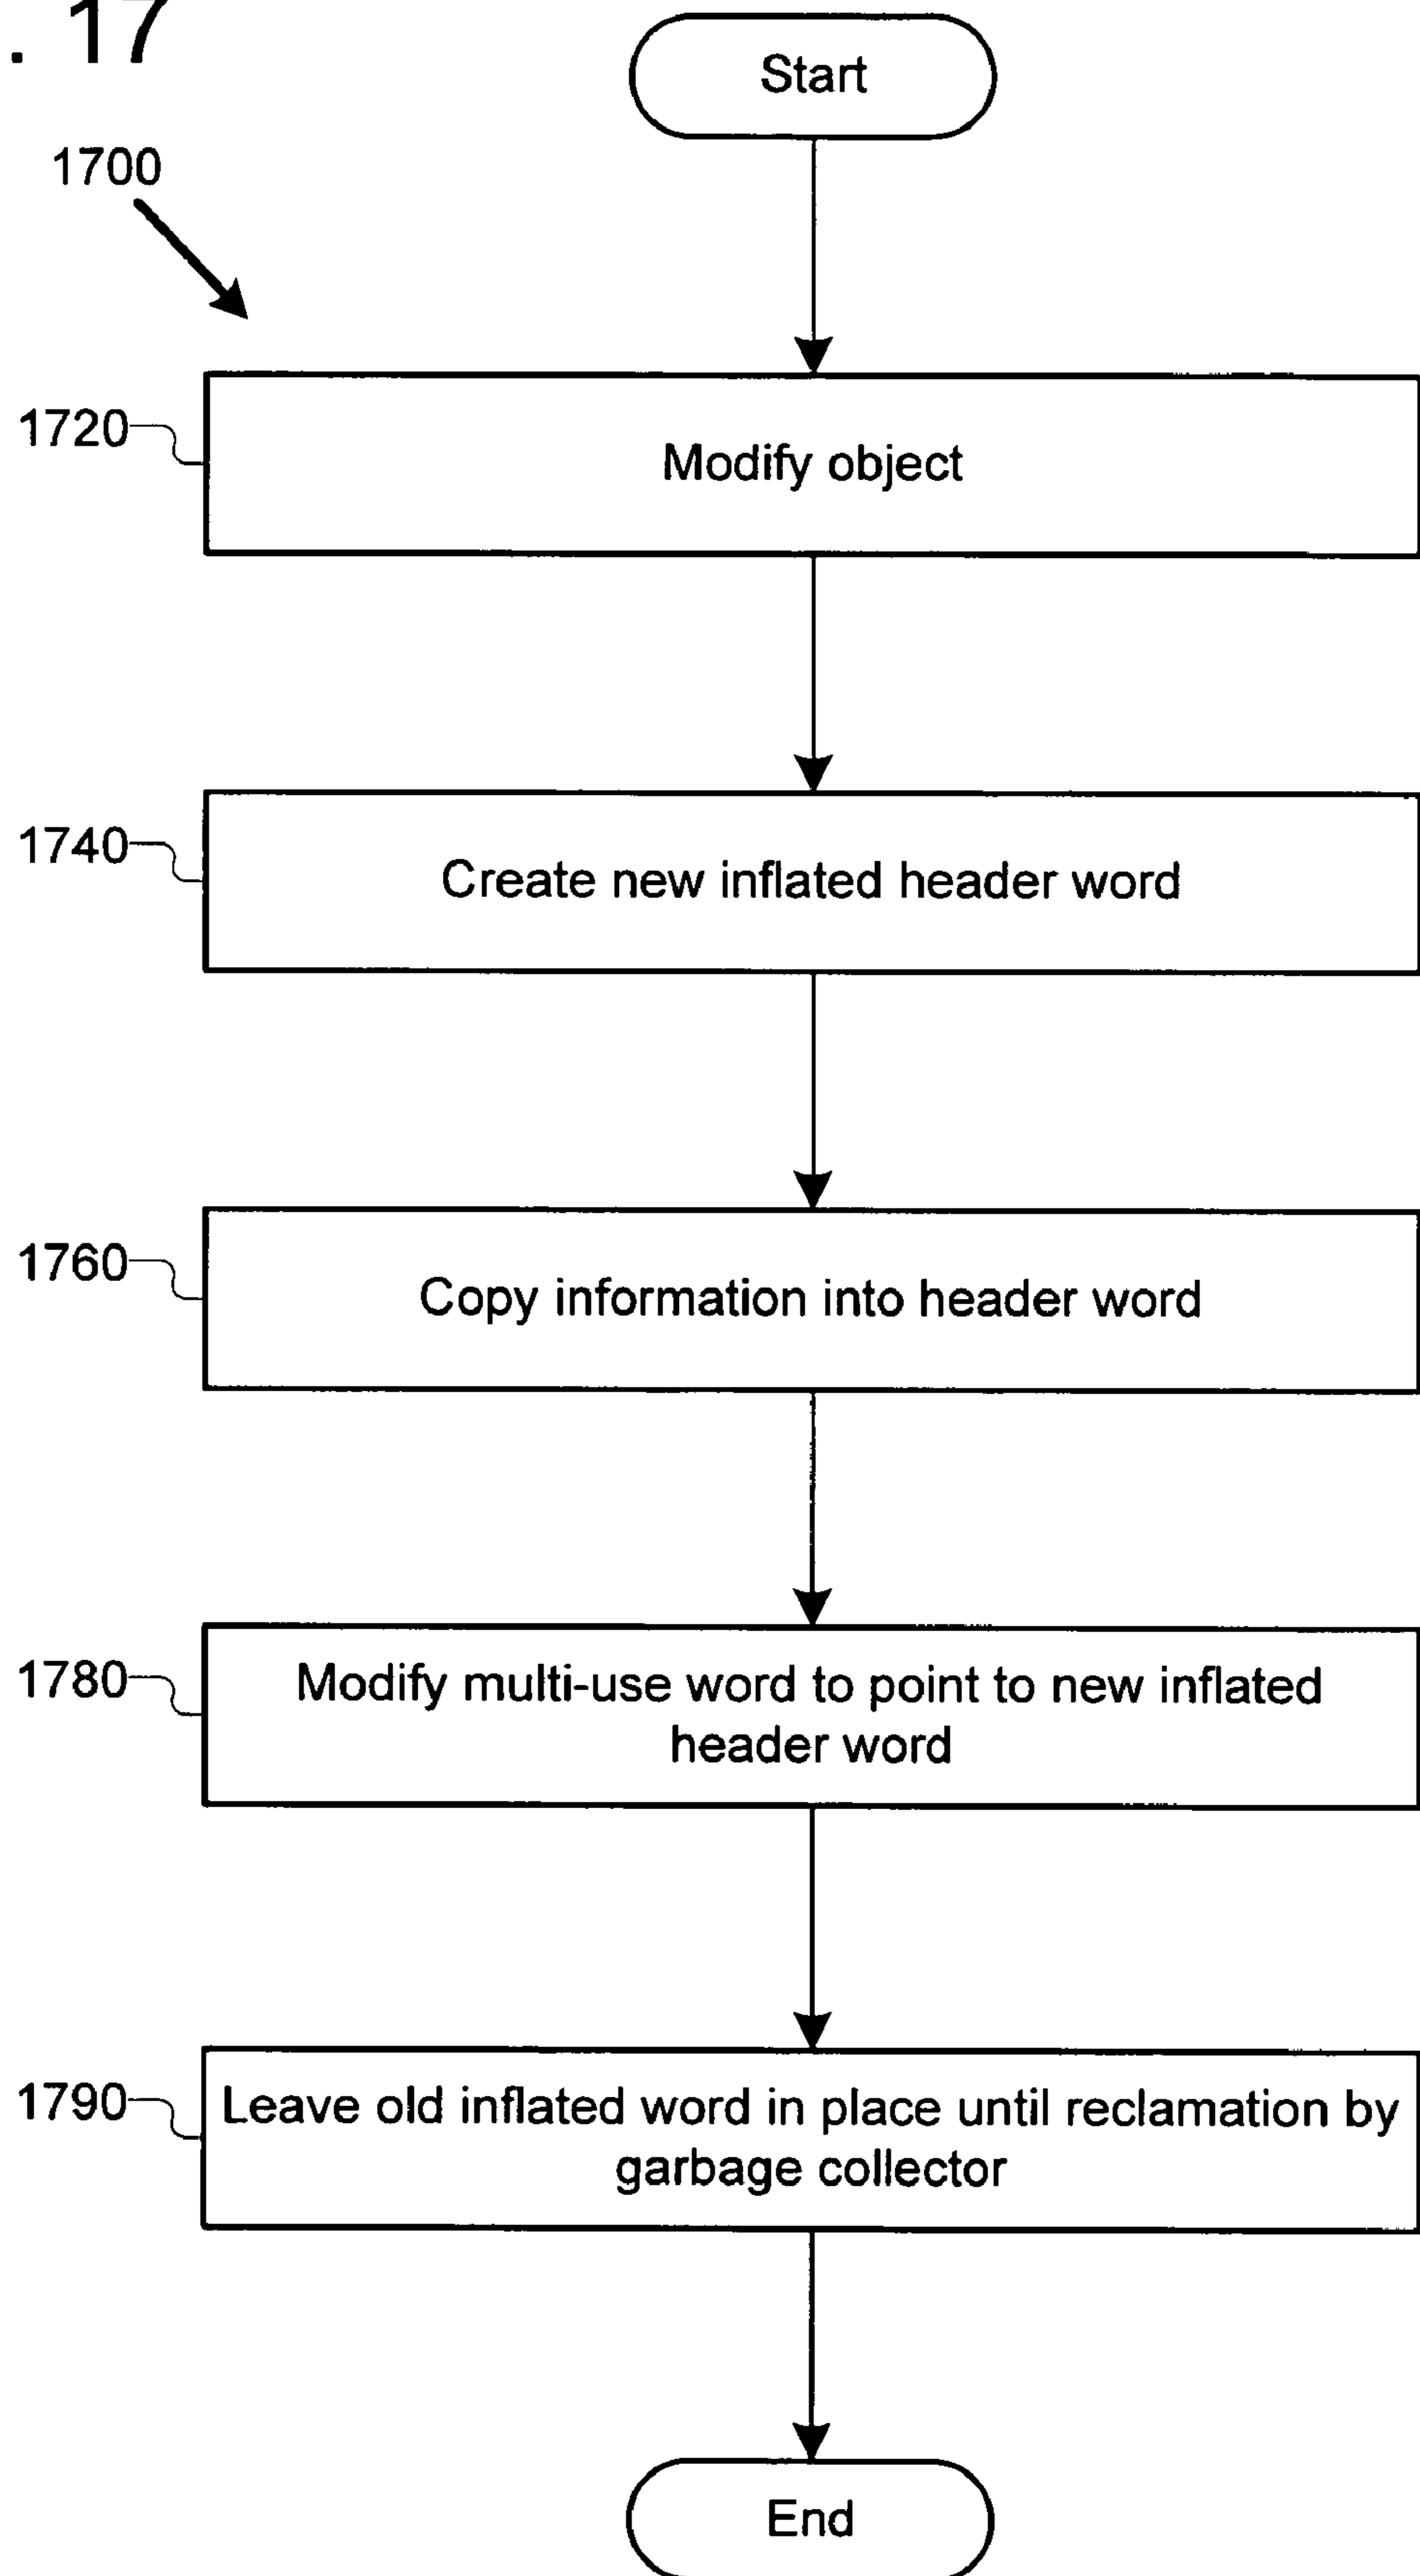 . 17
Start
1700
1720
Modify object
1740
Create new inflated header word
1760
Copy information into header word
1780
Modify multi-use word to point to new inflated
header word
1790
Leave old inflated word in place until reclamation by
garbage collector
End